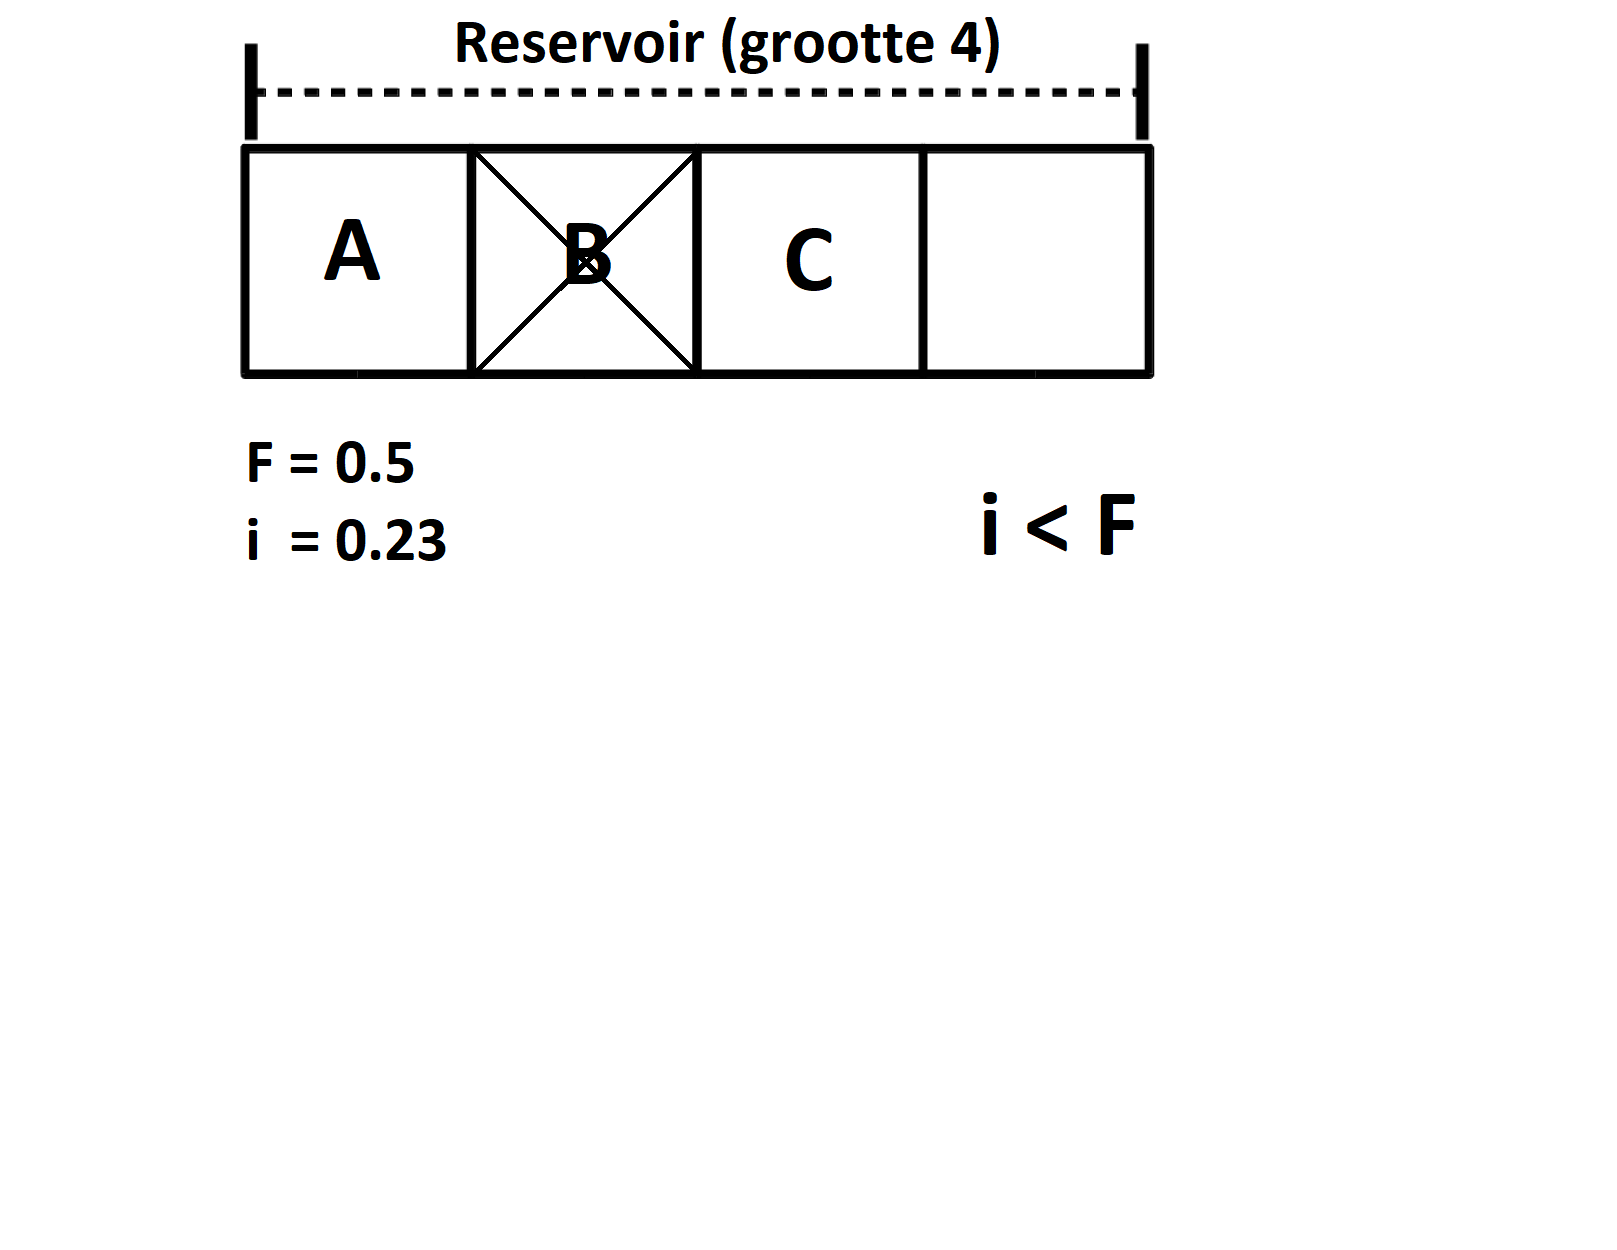 Reservoir (grootte 4)
A B C
F = 0.5
i = 0.23
i < F